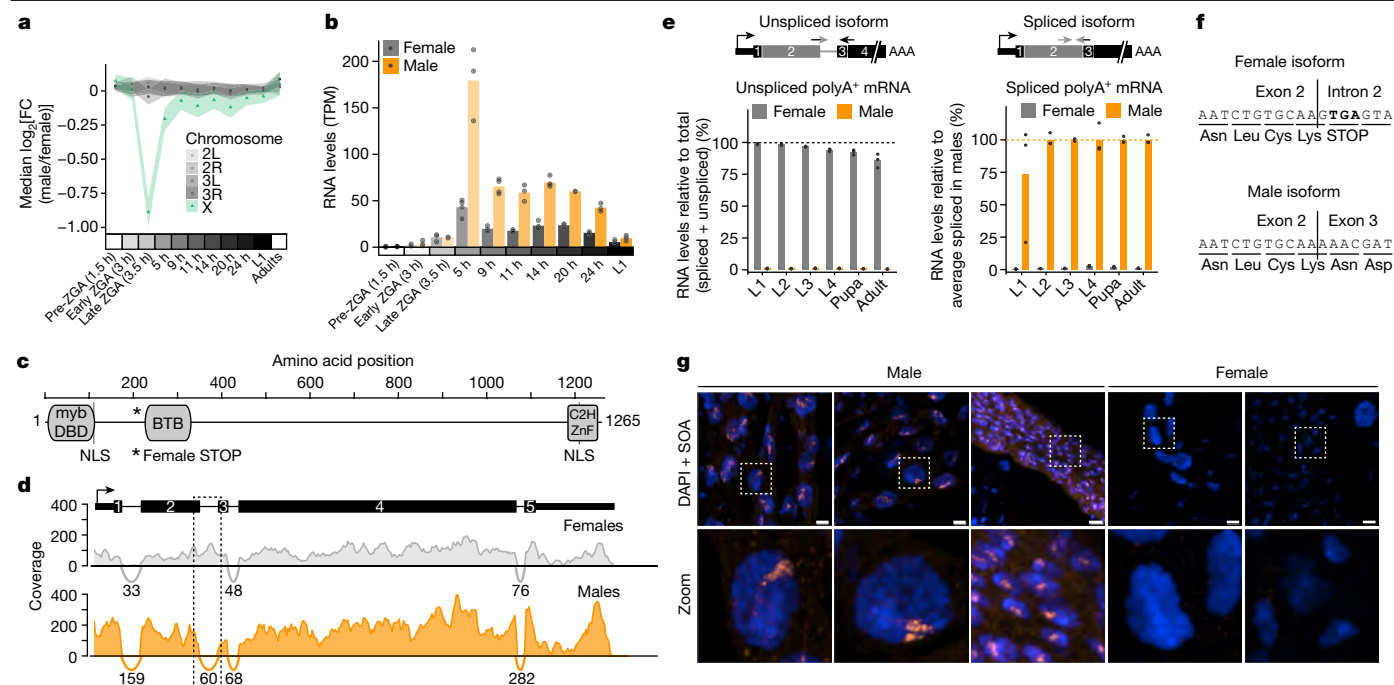 a
Median log2[FC (male/female)]
0
−0.25
−0.50
−0.75
−1.00
Chromosome
2L
2R
3L
3R
X
Pre-ZGA (1.5 h)
Early ZGA (3 h)
Late ZGA (3.5 h)
5 h
9 h
11 h
14 h
20 h
24 h
L1
Adults
b
RNA levels (TPM)
200
150
100
50
0
Female
Male
Pre-ZGA (1.5 h)
Early ZGA (3 h)
Late ZGA (3.5 h)
5 h
9 h
11 h
14 h
20 h
24 h
L1
c
Amino acid position
200 400 600 800 1000 1200
1 myb DBD BTB C2H ZnF 1265
*
NLS * Female STOP NLS
d
Coverage
400
200
0
1 2 3 4 5
Females
33 48 76
Males
400
200
0
159 60 68 282
e
Unspliced isoform
1 2 3 4 AAA
Unspliced polyA+ mRNA
Female Male
RNA levels relative to total (spliced + unspliced) (%)
100
75
50
25
0
L1 L2 L3 L4 Pupa Adult
Spliced isoform
1 2 3 AAA
Spliced polyA+ mRNA
Female Male
RNA levels relative to average spliced in males (%)
100
75
50
25
0
L1 L2 L3 L4 Pupa Adult
f
Female isoform
Exon 2 Intron 2
AATCTGTGCAAGTGAGTA
Asn Leu Cys Lys STOP
Male isoform
Exon 2 Exon 3
AATCTGTGCAAAAACGAT
Asn Leu Cys Lys Asn Asp
g
Male Female
DAPI + SOA
Zoom